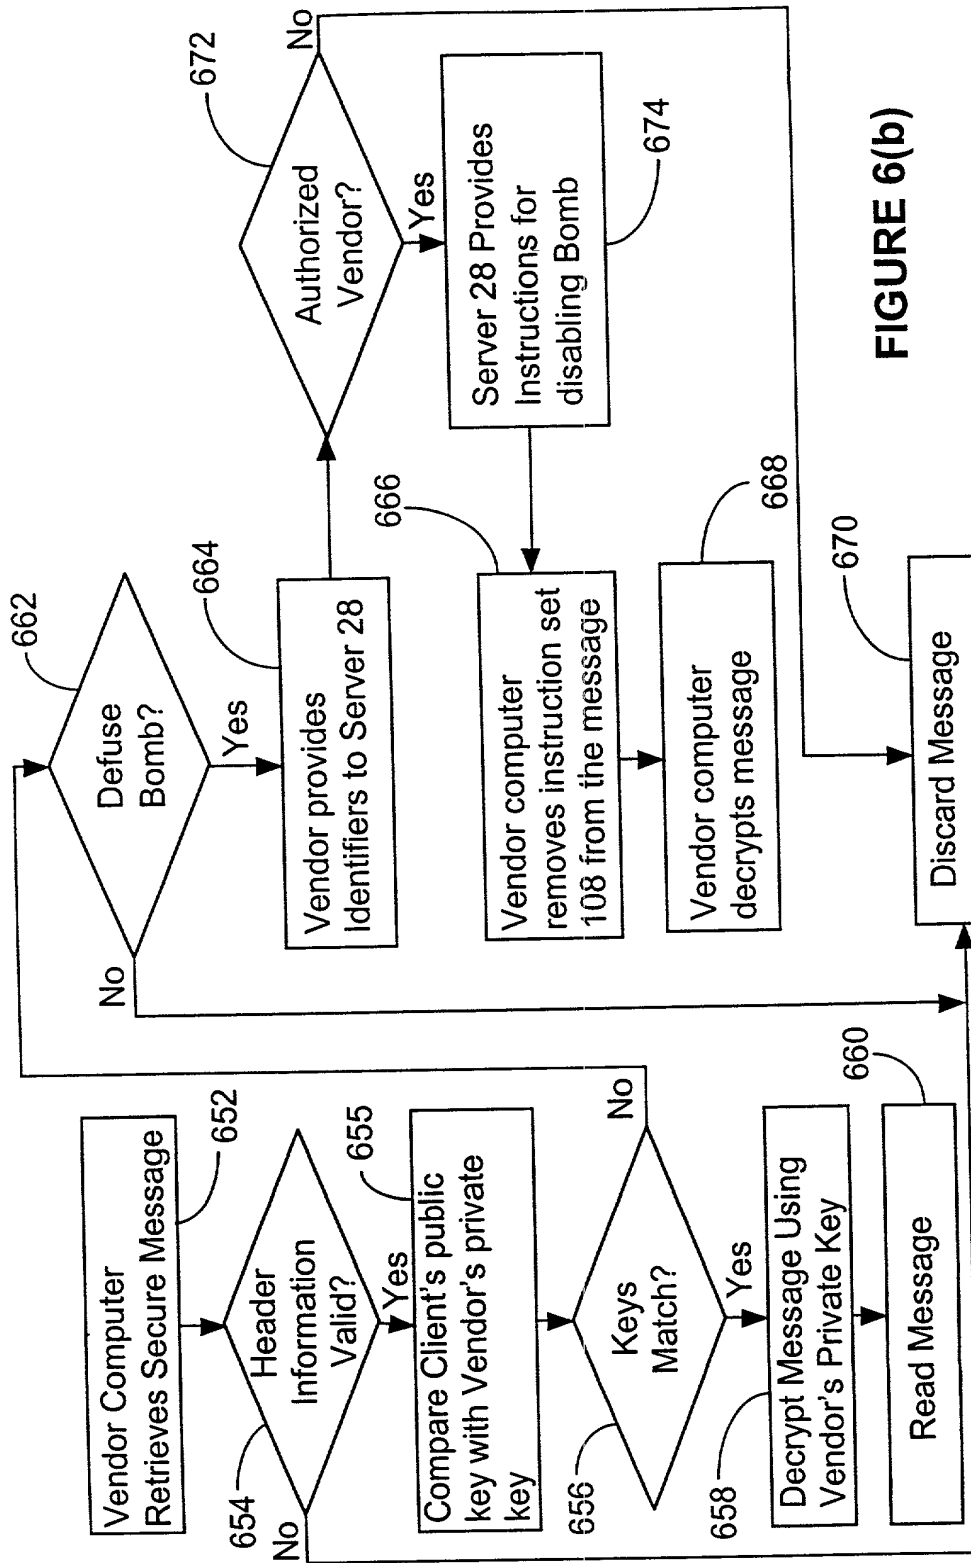 Vendor Computer
Retrieves Secure Message
652
Header
Information
Valid?
654
No
Yes
655
Compare Client's public
key with Vendor's private
key
Keys
Match?
656
No
Yes
Decrypt Message Using
Vendor's Private Key
658
Read Message
660
Defuse
Bomb?
662
No
Yes
Vendor provides
Identifiers to Server 28
664
Authorized
Vendor?
672
No
Yes
Server 28 Provides
Instructions for
disabling Bomb
674
Vendor computer
removes instruction set
108 from the message
666
Vendor computer
decrypts message
668
Discard Message
670
FIGURE 6(b)